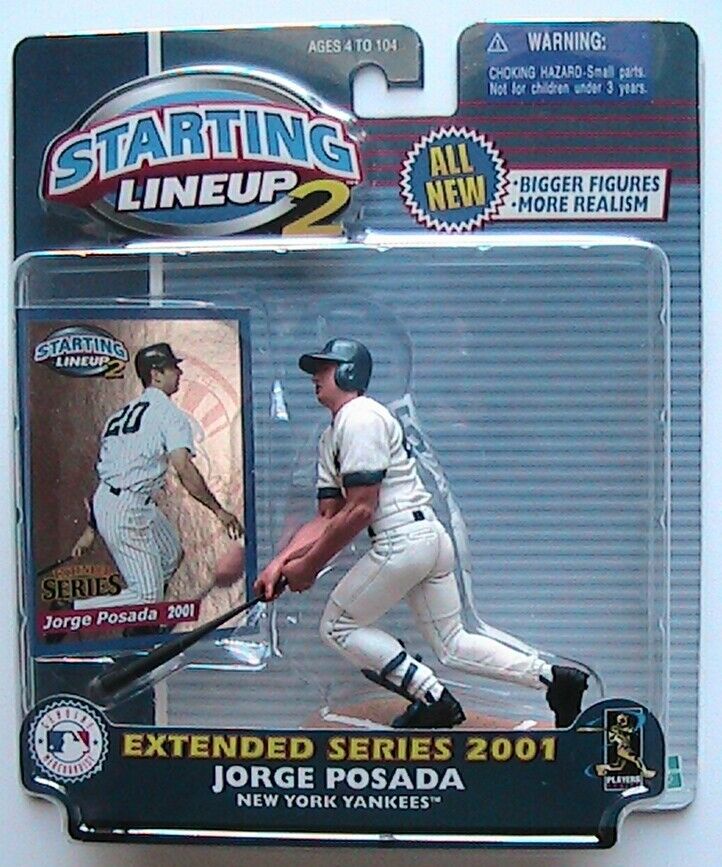 AGES 4 TO 104
WARNING:
CHOKING HAZARD-Small parts.
Not for children under 3 years.
STARTING
LINEUP 2
ALL
NEW
•BIGGER FIGURES
•MORE REALISM
STARTING
LINEUP 2
20
SERIES
Jorge Posada 2001
GENUINE
MERCHANDISE
EXTENDED SERIES 2001
JORGE POSADA
NEW YORK YANKEES™
PLAYERS